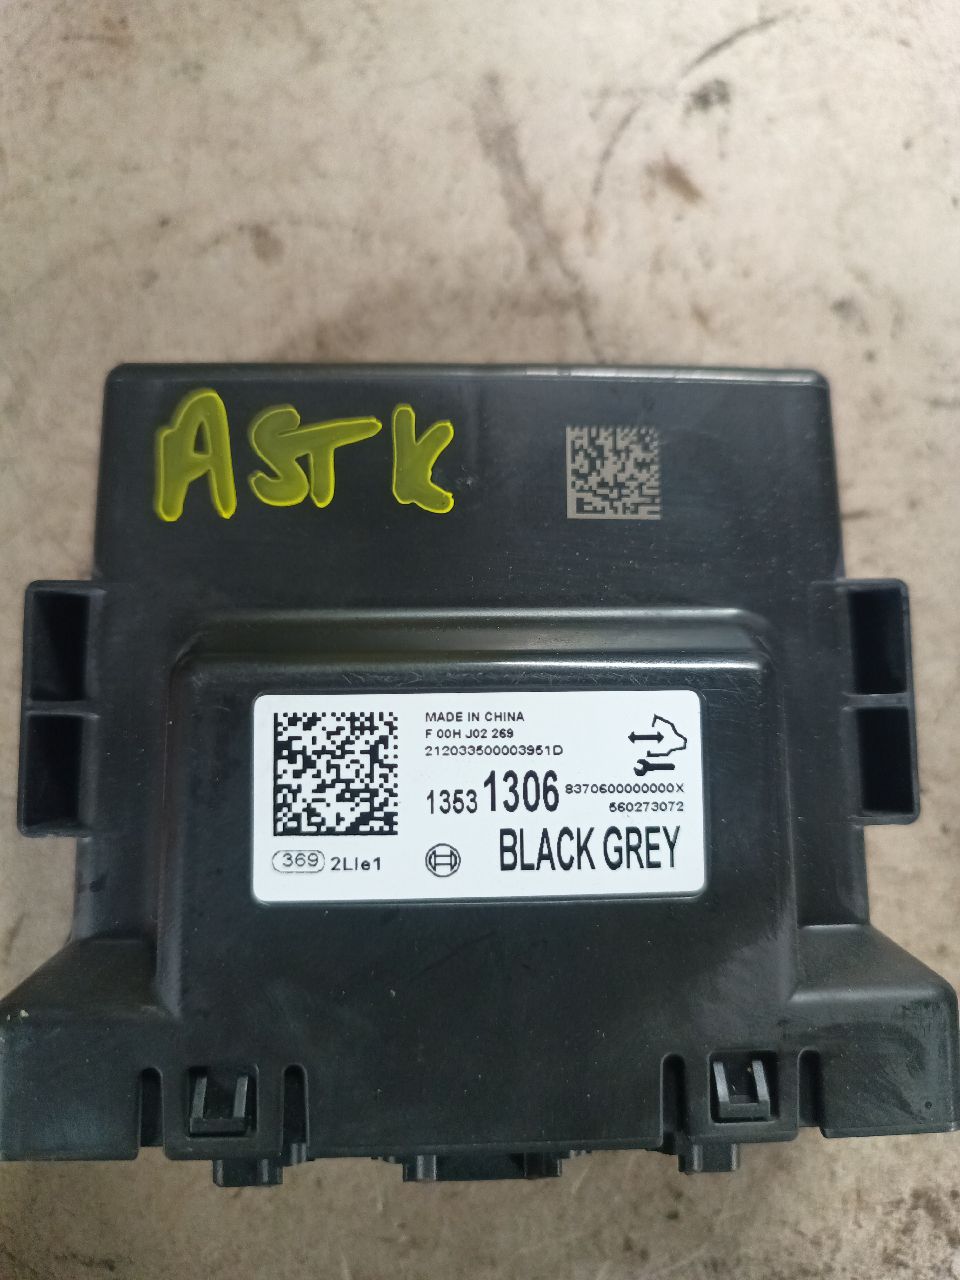 ASTK
MADE IN CHINA
F 00H J02 269
212033500003951D
1353 1306 8370600000000X
560273072
369 2LIe1
BLACK GREY